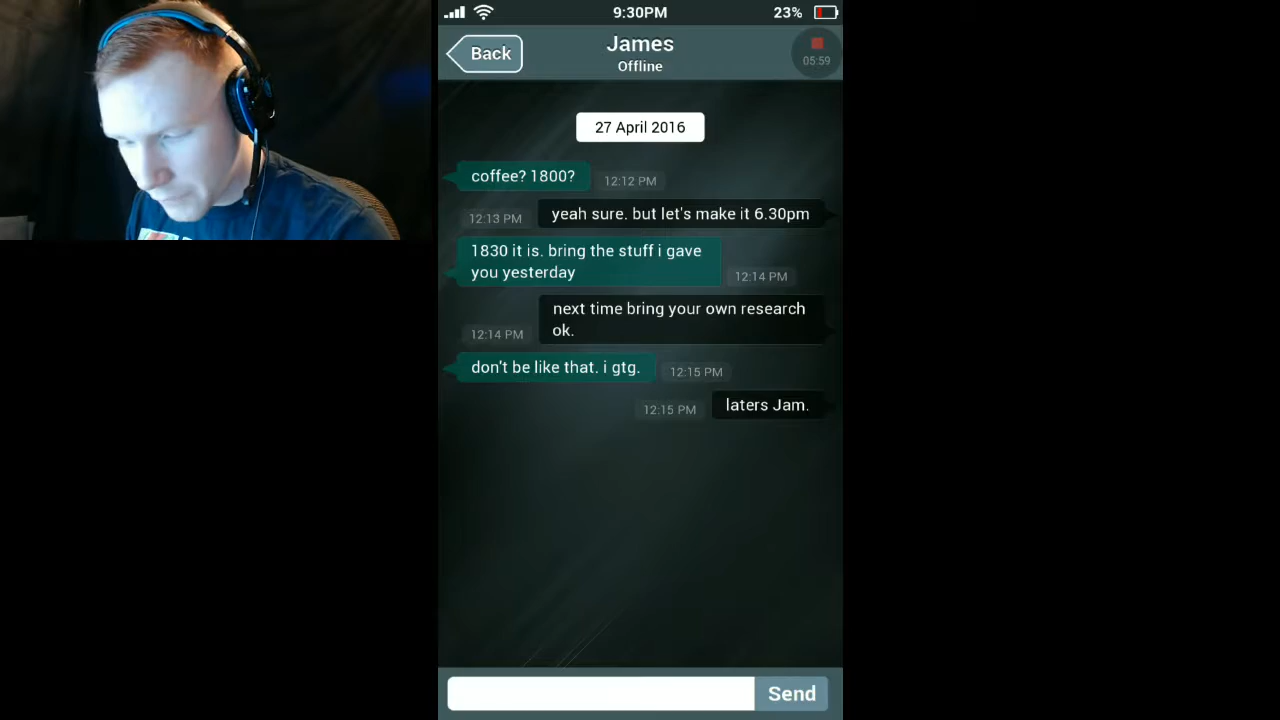 9:30PM
23%
Back
James
Offline
05:59
27 April 2016
coffee? 1800?
12:12 PM
12:13 PM
yeah sure. but let's make it 6.30pm
1830 it is. bring the stuff i gave
you yesterday
12:14 PM
next time bring your own research
ok.
12:14 PM
don't be like that. i gtg.
12:15 PM
12:15 PM
laters Jam.
Send